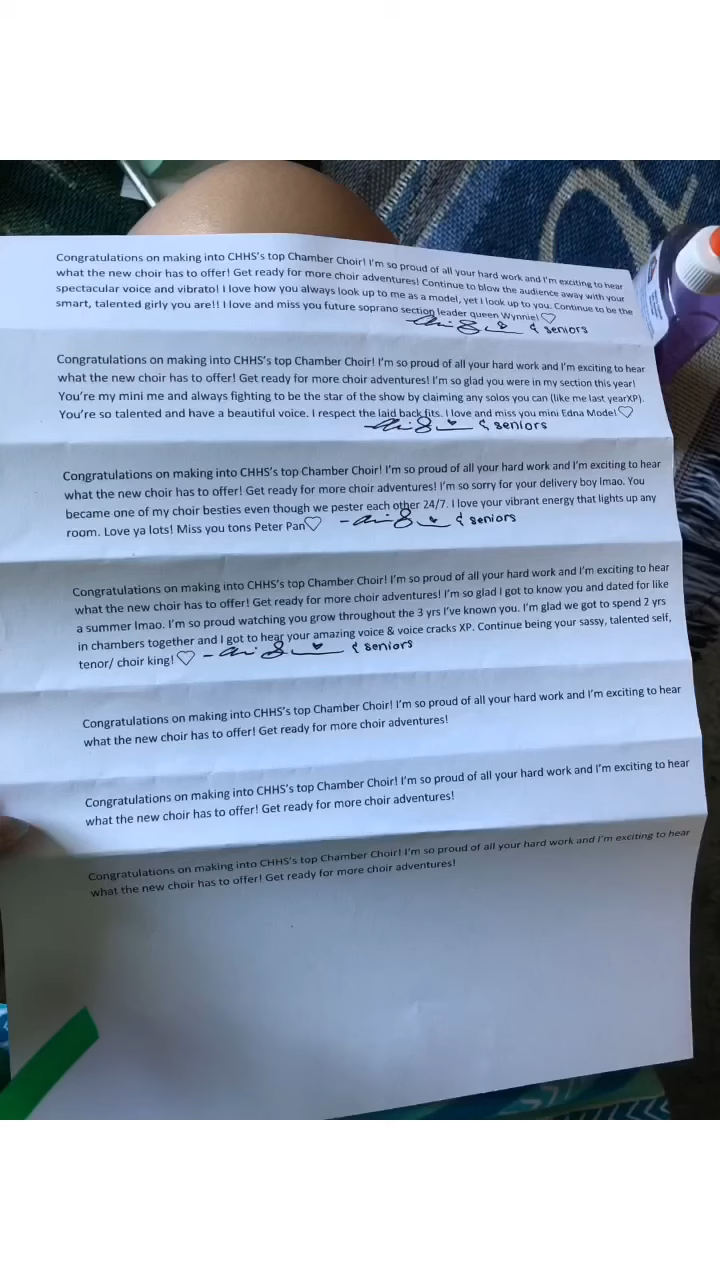 Congratulations on making into CHHS's top Chamber Choir! I'm so proud of all your hard work and I'm exciting to hear
what the new choir has to offer! Get ready for more choir adventures! Continue to blow the audience away with your
spectacular voice and vibrato! I love how you always look up to me as a model, yet I look up to you. Continue to be the
smart, talented girly you are!! I love and miss you future soprano section leader queen Wynnie!♡
& seniors
Congratulations on making into CHHS's top Chamber Choir! I'm so proud of all your hard work and I'm exciting to hear
what the new choir has to offer! Get ready for more choir adventures! I'm so glad you were in my section this year!
You're my mini me and always fighting to be the star of the show by claiming any solos you can (like me last yearXP).
You're so talented and have a beautiful voice. I respect the laid back fits. I love and miss you mini Edna Mode!♡
& seniors
Congratulations on making into CHHS's top Chamber Choir! I'm so proud of all your hard work and I'm exciting to hear
what the new choir has to offer! Get ready for more choir adventures! I'm so sorry for your delivery boy lmao. You
became one of my choir besties even though we pester each other 24/7. I love your vibrant energy that lights up any
room. Love ya lots! Miss you tons Peter Pan♡ & seniors
Congratulations on making into CHHS's top Chamber Choir! I'm so proud of all your hard work and I'm exciting to hear
what the new choir has to offer! Get ready for more choir adventures! I'm so glad I got to know you and dated for like
a summer lmao. I'm so proud watching you grow throughout the 3 yrs I've known you. I'm glad we got to spend 2 yrs
in chambers together and I got to hear your amazing voice & voice cracks XP. Continue being your sassy, talented self,
tenor/ choir king!♡ & seniors
Congratulations on making into CHHS's top Chamber Choir! I'm so proud of all your hard work and I'm exciting to hear
what the new choir has to offer! Get ready for more choir adventures!
Congratulations on making into CHHS's top Chamber Choir! I'm so proud of all your hard work and I'm exciting to hear
what the new choir has to offer! Get ready for more choir adventures!
Congratulations on making into CHHS's top Chamber Choir! I'm so proud of all your hard work and I'm exciting to hear
what the new choir has to offer! Get ready for more choir adventures!